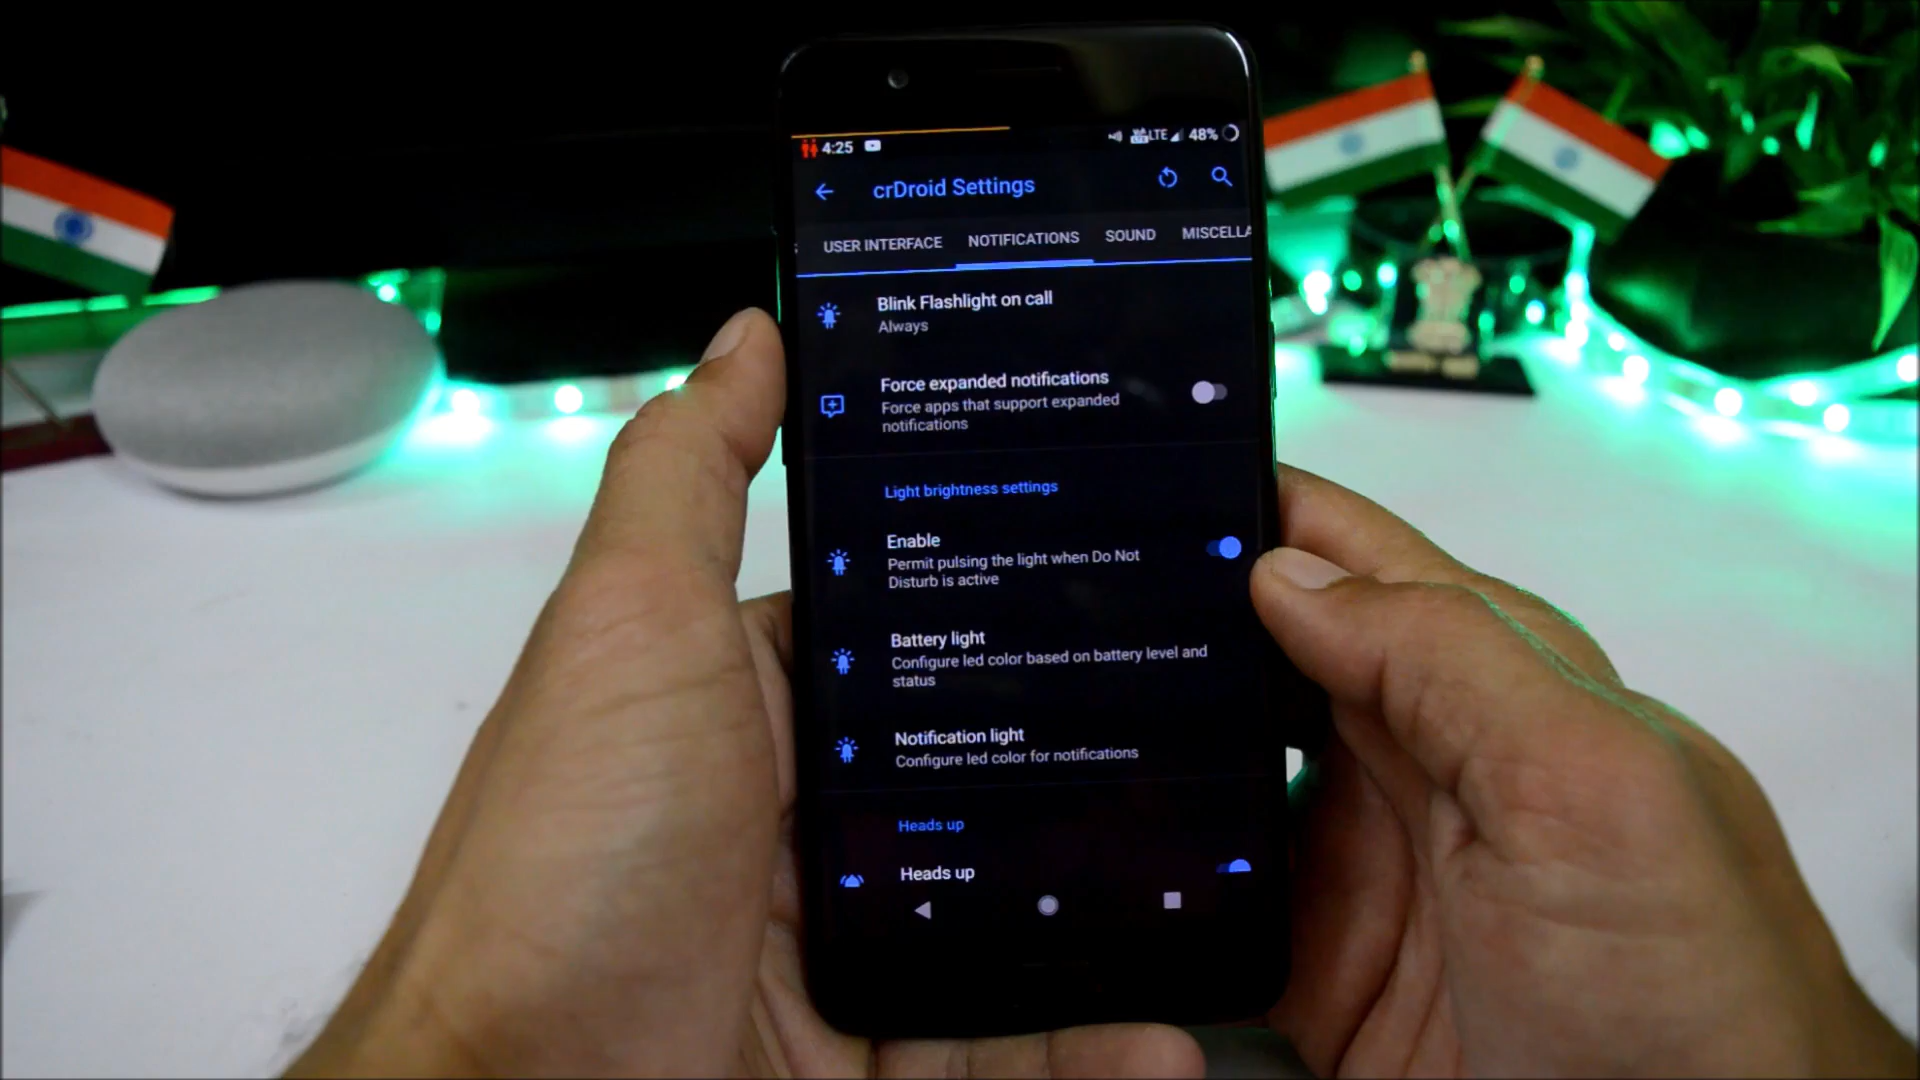 4:25
LTE 48%
crDroid Settings
USER INTERFACE NOTIFICATIONS SOUND MISCELLA
Blink Flashlight on call
Always
Force expanded notifications
Force apps that support expanded
notifications
Light brightness settings
Enable
Permit pulsing the light when Do Not
Disturb is active
Battery light
Configure led color based on battery level and
status
Notification light
Configure led color for notifications
Heads up
Heads up